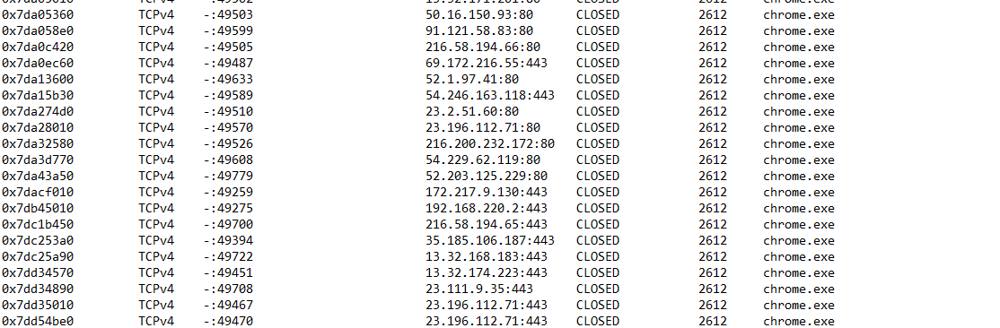 0x7da05360 TCPv4 -:49503 50.16.150.93:80 CLOSED 2612 chrome.exe
0x7da058e0 TCPv4 -:49599 91.121.58.83:80 CLOSED 2612 chrome.exe
0x7da0c420 TCPv4 -:49505 216.58.194.66:80 CLOSED 2612 chrome.exe
0x7da0ec60 TCPv4 -:49487 69.172.216.55:443 CLOSED 2612 chrome.exe
0x7da13600 TCPv4 -:49633 52.1.97.41:80 CLOSED 2612 chrome.exe
0x7da15b30 TCPv4 -:49589 54.246.163.118:443 CLOSED 2612 chrome.exe
0x7da274d0 TCPv4 -:49510 23.2.51.60:80 CLOSED 2612 chrome.exe
0x7da28010 TCPv4 -:49570 23.196.112.71:80 CLOSED 2612 chrome.exe
0x7da32580 TCPv4 -:49526 216.200.232.172:80 CLOSED 2612 chrome.exe
0x7da3d770 TCPv4 -:49608 54.229.62.119:80 CLOSED 2612 chrome.exe
0x7da43a50 TCPv4 -:49779 52.203.125.229:80 CLOSED 2612 chrome.exe
0x7dacf010 TCPv4 -:49259 172.217.9.130:443 CLOSED 2612 chrome.exe
0x7db45010 TCPv4 -:49275 192.168.220.2:443 CLOSED 2612 chrome.exe
0x7dc1b450 TCPv4 -:49700 216.58.194.65:443 CLOSED 2612 chrome.exe
0x7dc253a0 TCPv4 -:49394 35.185.106.187:443 CLOSED 2612 chrome.exe
0x7dc25a90 TCPv4 -:49722 13.32.168.183:443 CLOSED 2612 chrome.exe
0x7dd34570 TCPv4 -:49451 13.32.174.223:443 CLOSED 2612 chrome.exe
0x7dd34890 TCPv4 -:49708 23.111.9.35:443 CLOSED 2612 chrome.exe
0x7dd35010 TCPv4 -:49467 23.196.112.71:443 CLOSED 2612 chrome.exe
0x7dd54be0 TCPv4 -:49470 23.196.112.71:443 CLOSED 2612 chrome.exe